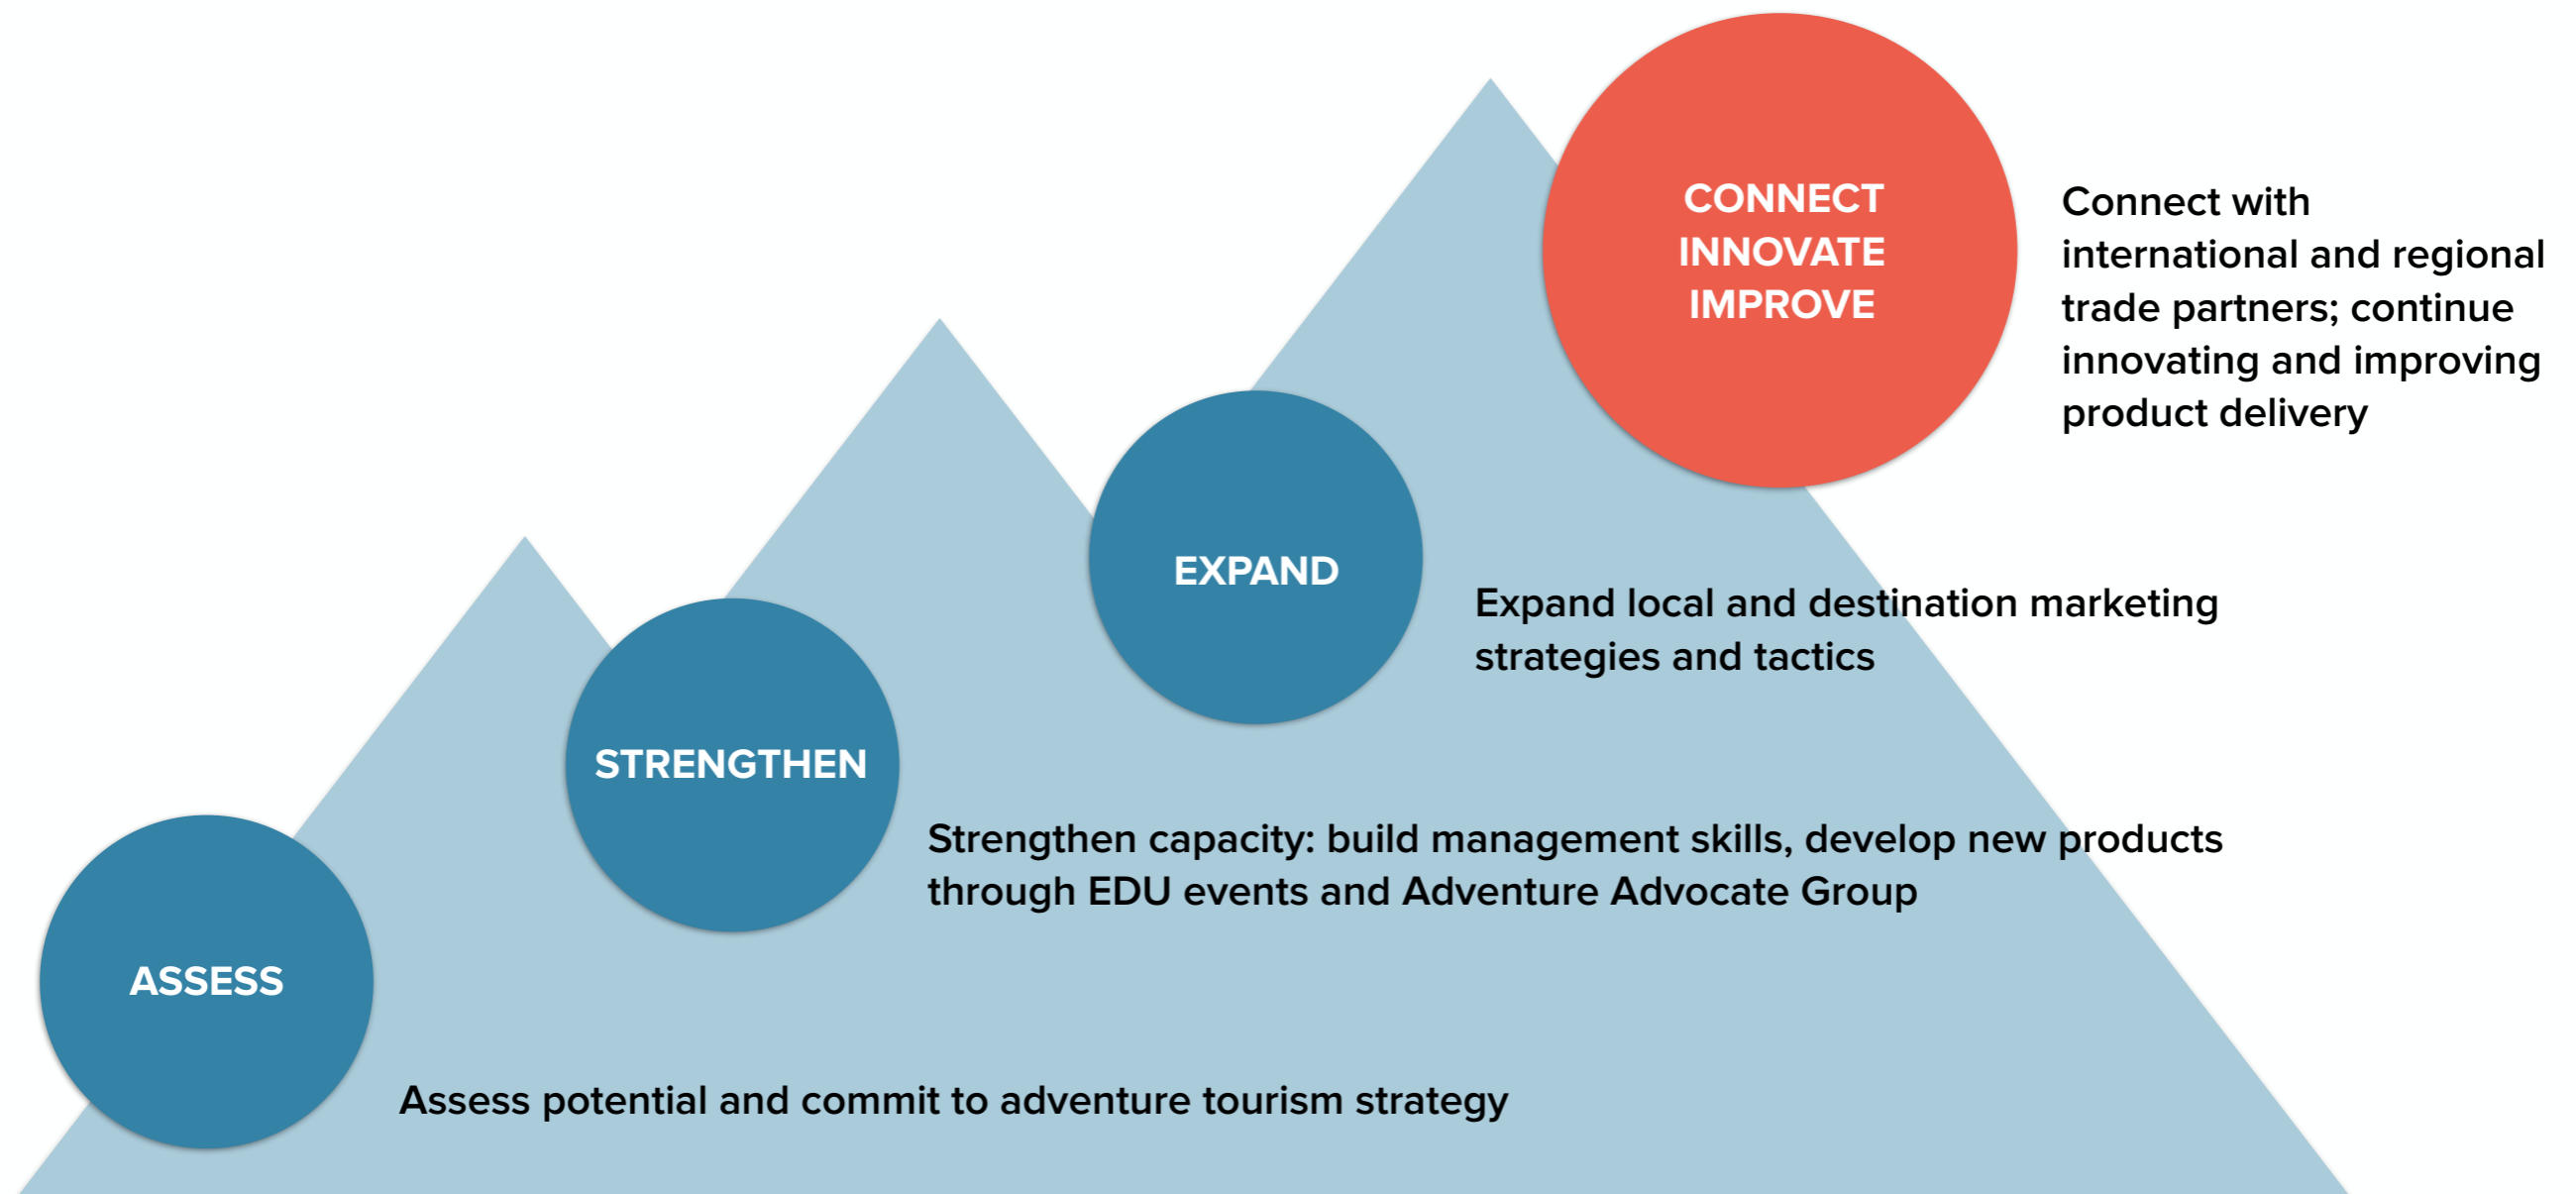 CONNECT
INNOVATE
IMPROVE
Connect with
international and regional
trade partners; continue
innovating and improving
product delivery
EXPAND
Expand local and destination marketing
strategies and tactics
STRENGTHEN
Strengthen capacity: build management skills, develop new products
through EDU events and Adventure Advocate Group
ASSESS
Assess potential and commit to adventure tourism strategy